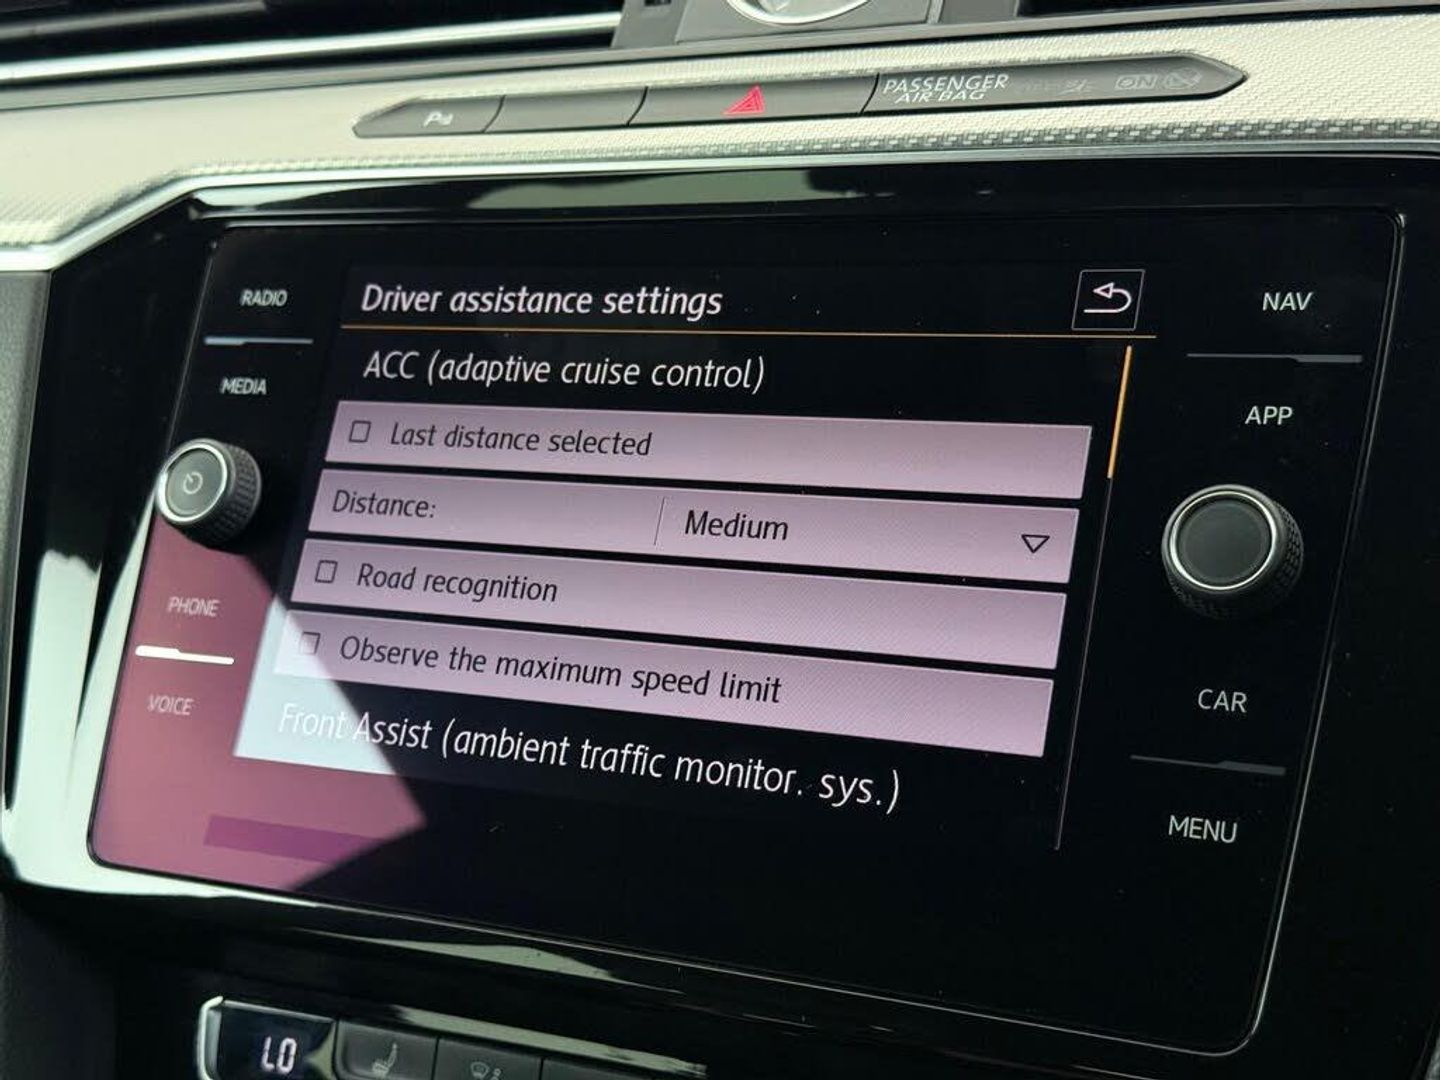 PASSENGER
AIR BAG
ON
RADIO
MEDIA
PHONE
VOICE
Driver assistance settings
ACC (adaptive cruise control)
Last distance selected
Distance:
Medium
Road recognition
Observe the maximum speed limit
Front Assist (ambient traffic monitor. sys.)
NAV
APP
CAR
MENU
LO